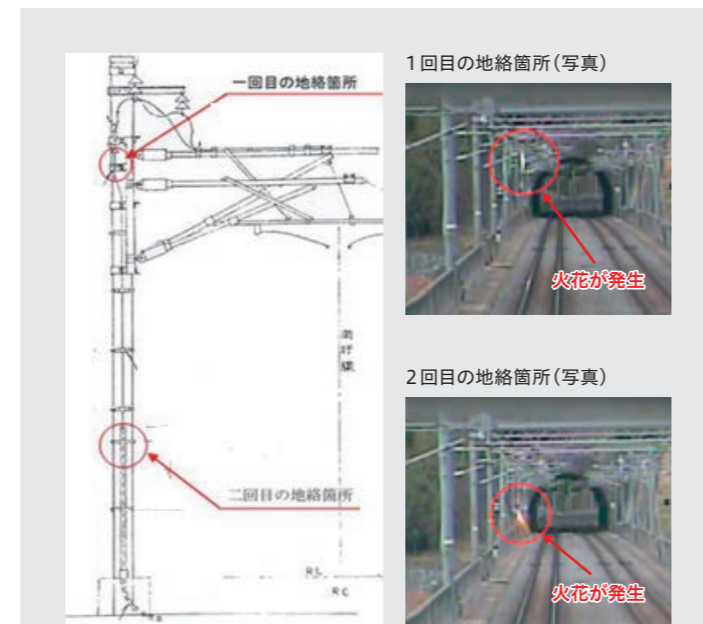 一回目の地絡箇所
二回目の地絡箇所
R.L.
R C
1回目の地絡箇所（写真）
火花が発生
2回目の地絡箇所（写真）
火花が発生